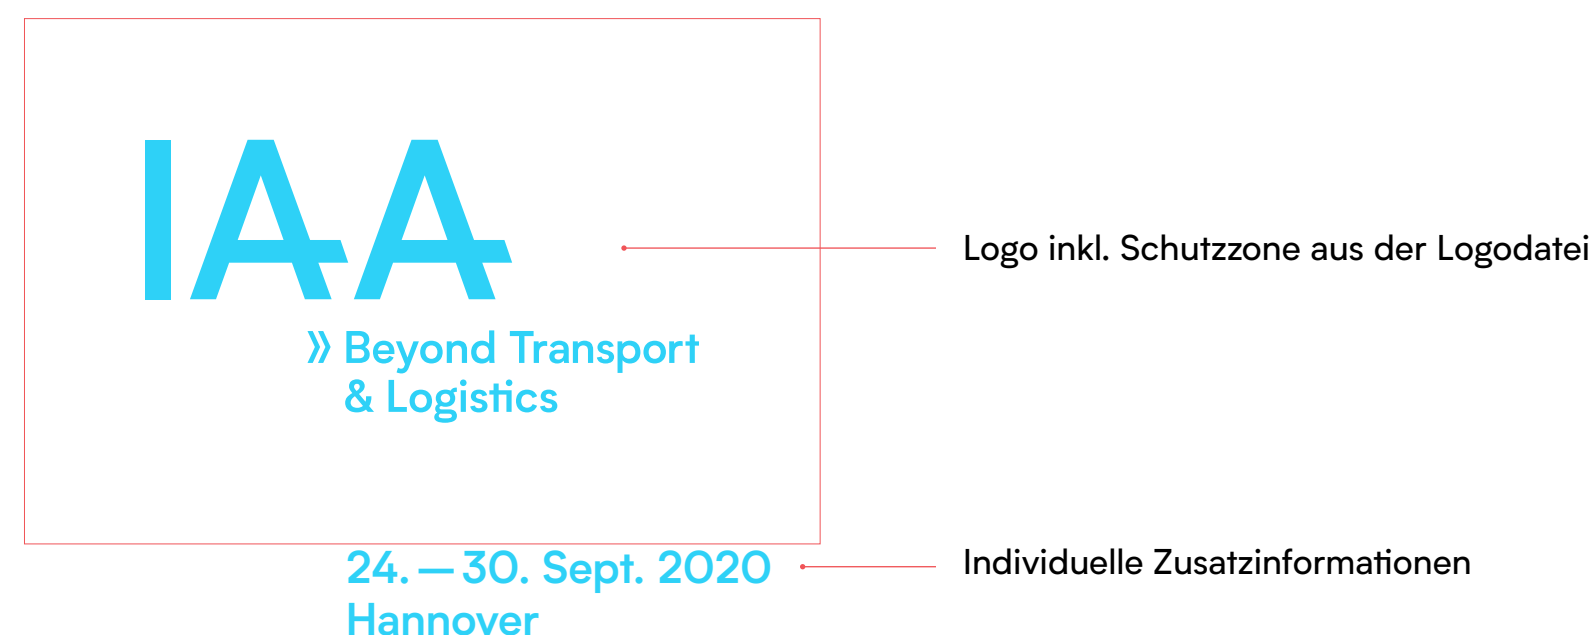 IAA
» Beyond Transport
& Logistics
Logo inkl. Schutzzone aus der Logodatei
24. — 30. Sept. 2020
Hannover
Individuelle Zusatzinformationen